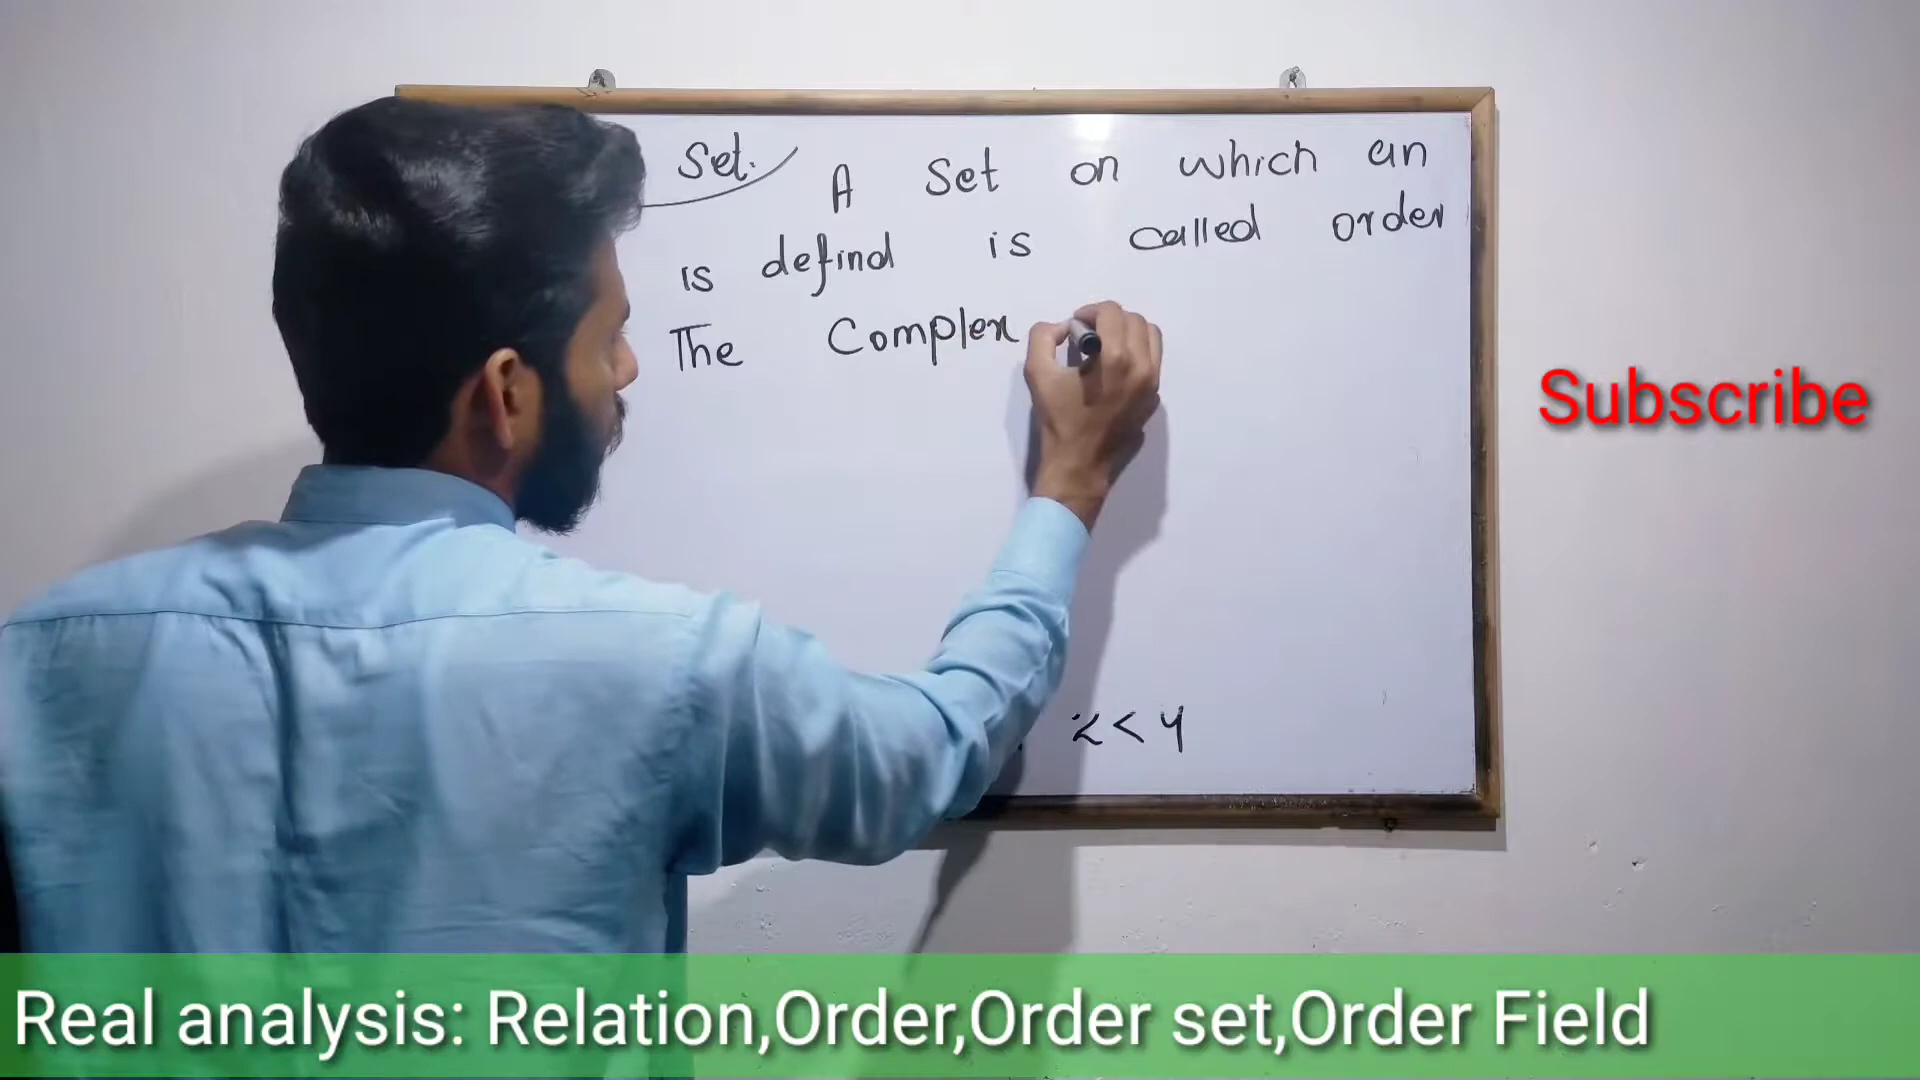 Set. A Set on which an
is defind is called order
The Complex
z < y
Subscribe
Real analysis: Relation,Order,Order set,Order Field